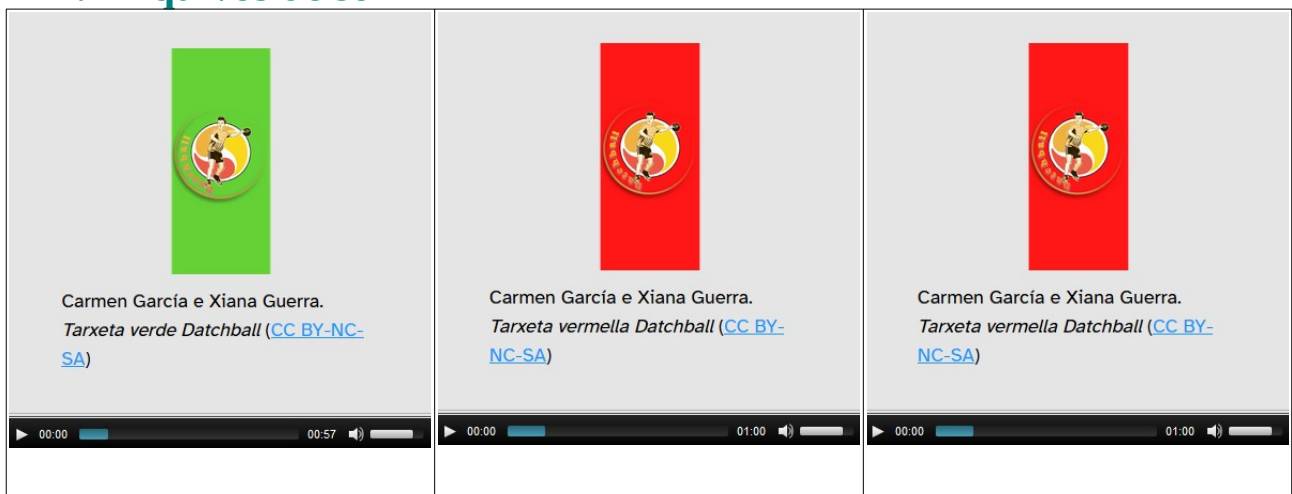 Carmen García e Xiana Guerra.
Tarxeta verde Datchball (CC BY-NC-
SA)
00:00 00:57
Carmen García e Xiana Guerra.
Tarxeta vermella Datchball (CC BY-
NC-SA)
00:00 01:00
Carmen García e Xiana Guerra.
Tarxeta vermella Datchball (CC BY-
NC-SA)
00:00 01:00